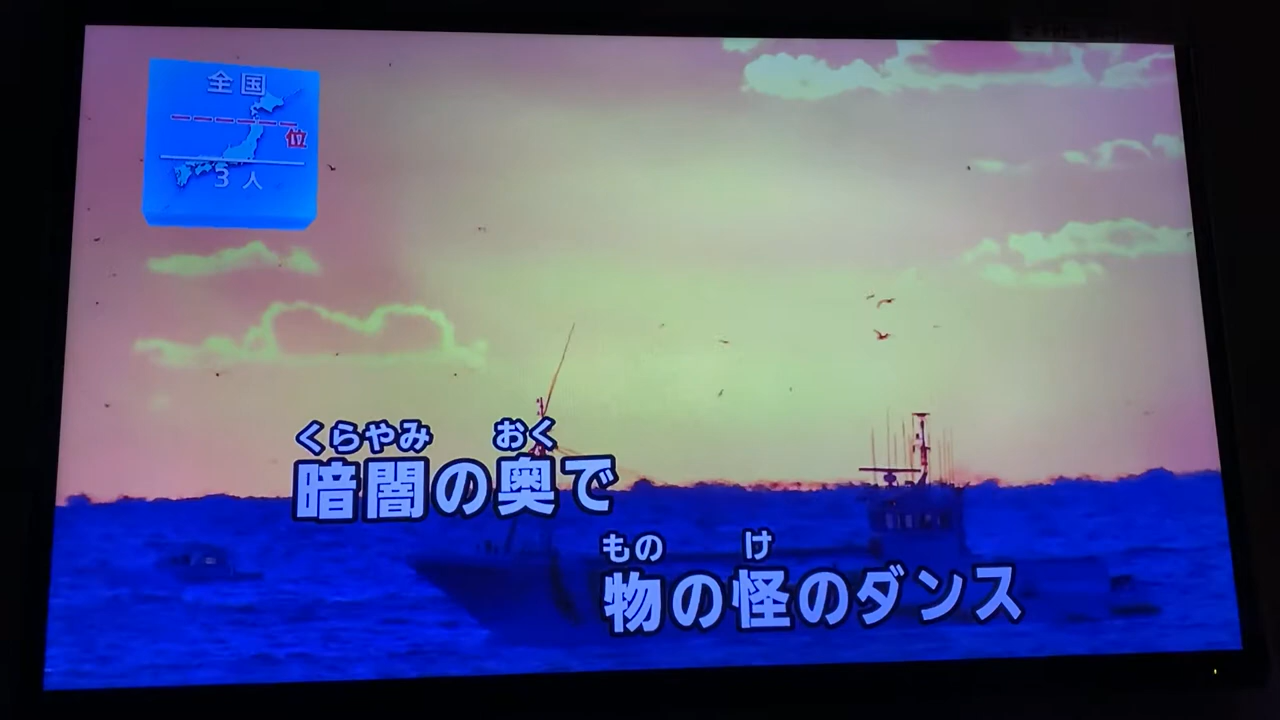 全国
位
3人
くらやみ おく
暗闇の奥で
もの け
物の怪のダンス